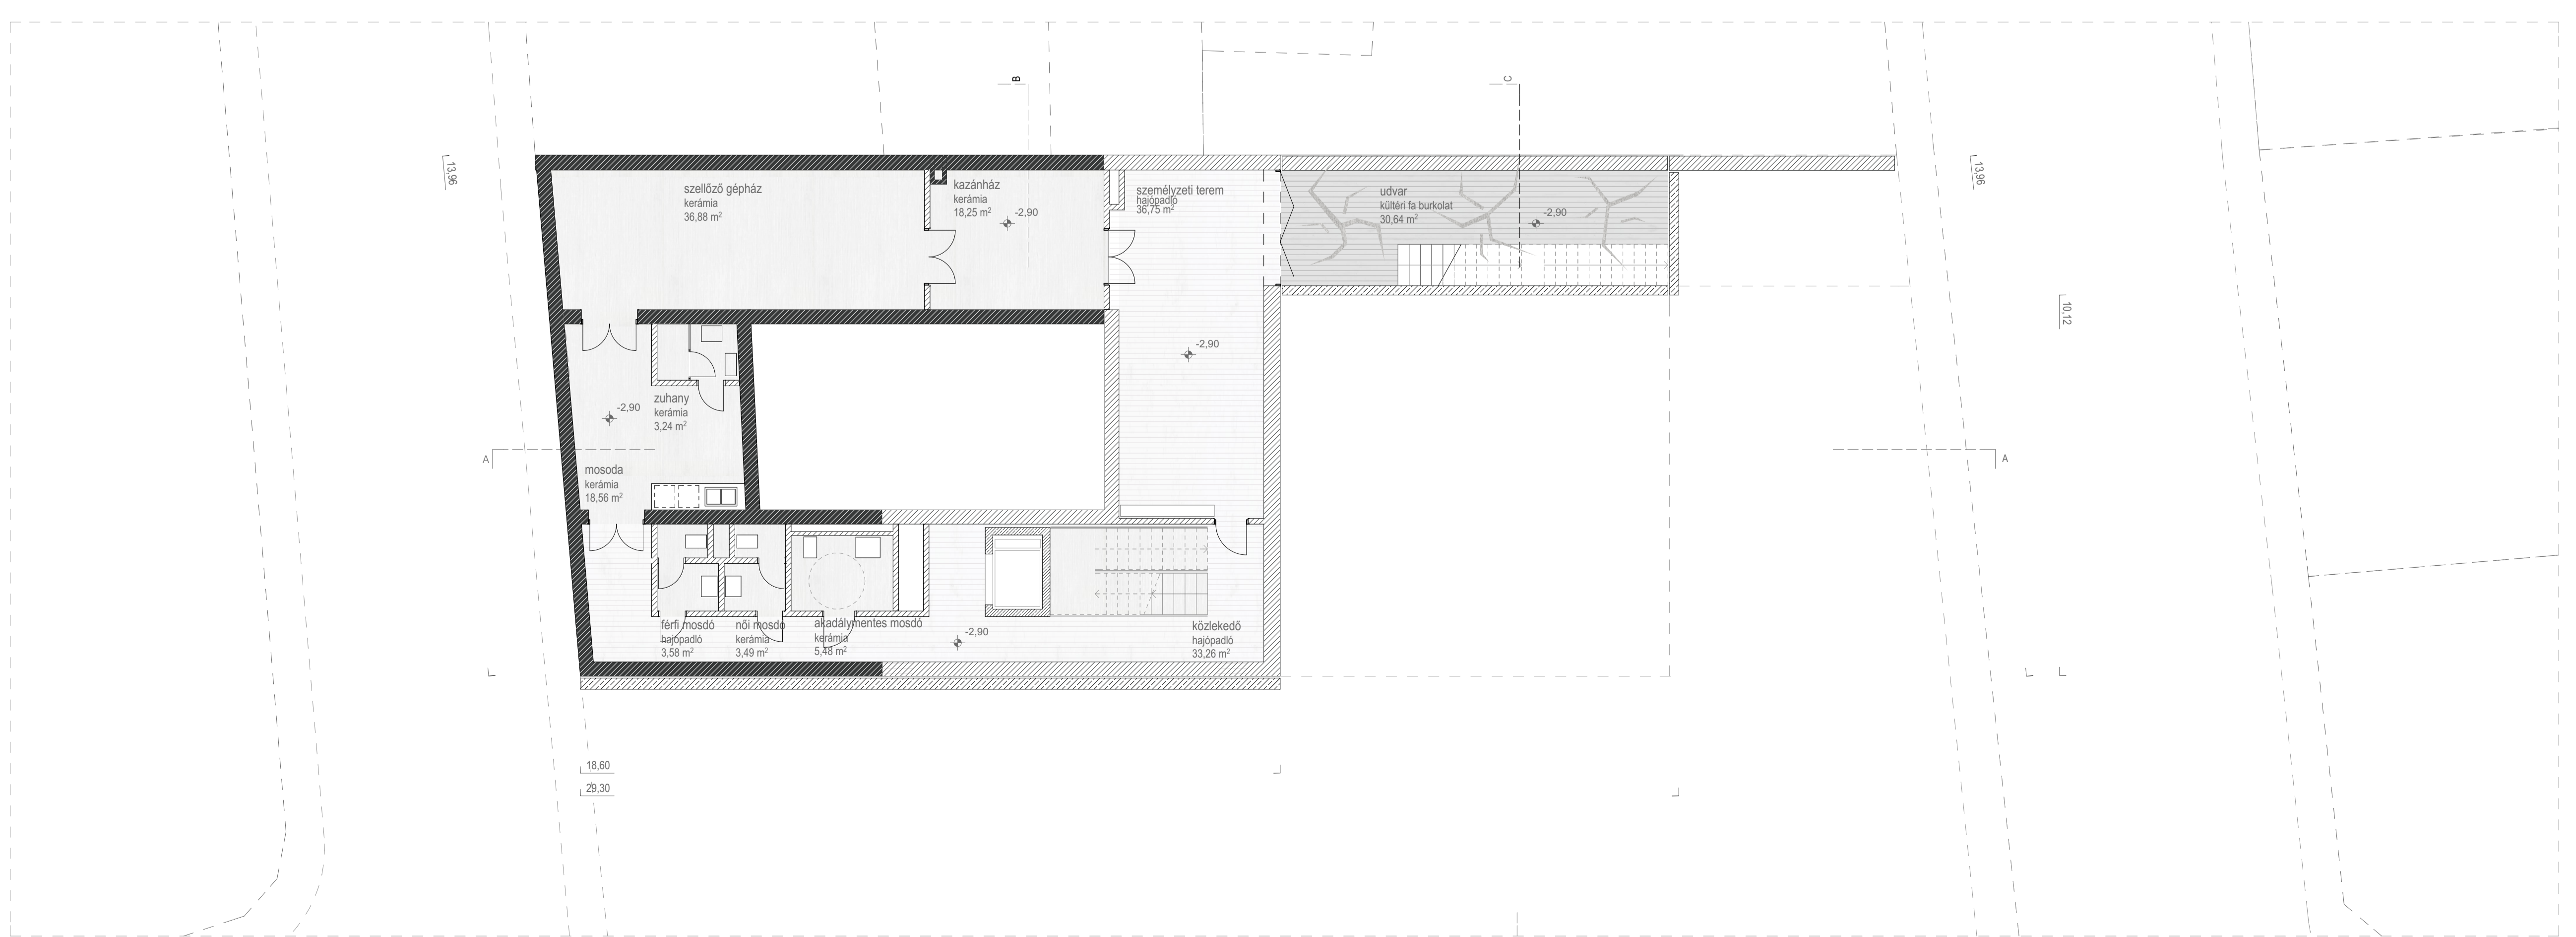 B
C
13,96
13,96
szellőző gépház
kerámia
36,88 m²
kazánház
kerámia
18,25 m²
-2,90
személyzeti terem
hajópadló
36,75 m²
udvar
kültéri fa burkolat
30,64 m²
-2,90
10,12
-2,90
zuhany
kerámia
3,24 m²
-2,90
A
A
mosoda
kerámia
18,56 m²
férfi mosdó
hajópadló
3,58 m²
női mosdó
kerámia
3,49 m²
akadálymentes mosdó
kerámia
5,48 m²
-2,90
közlekedő
hajópadló
33,26 m²
18,60
29,30